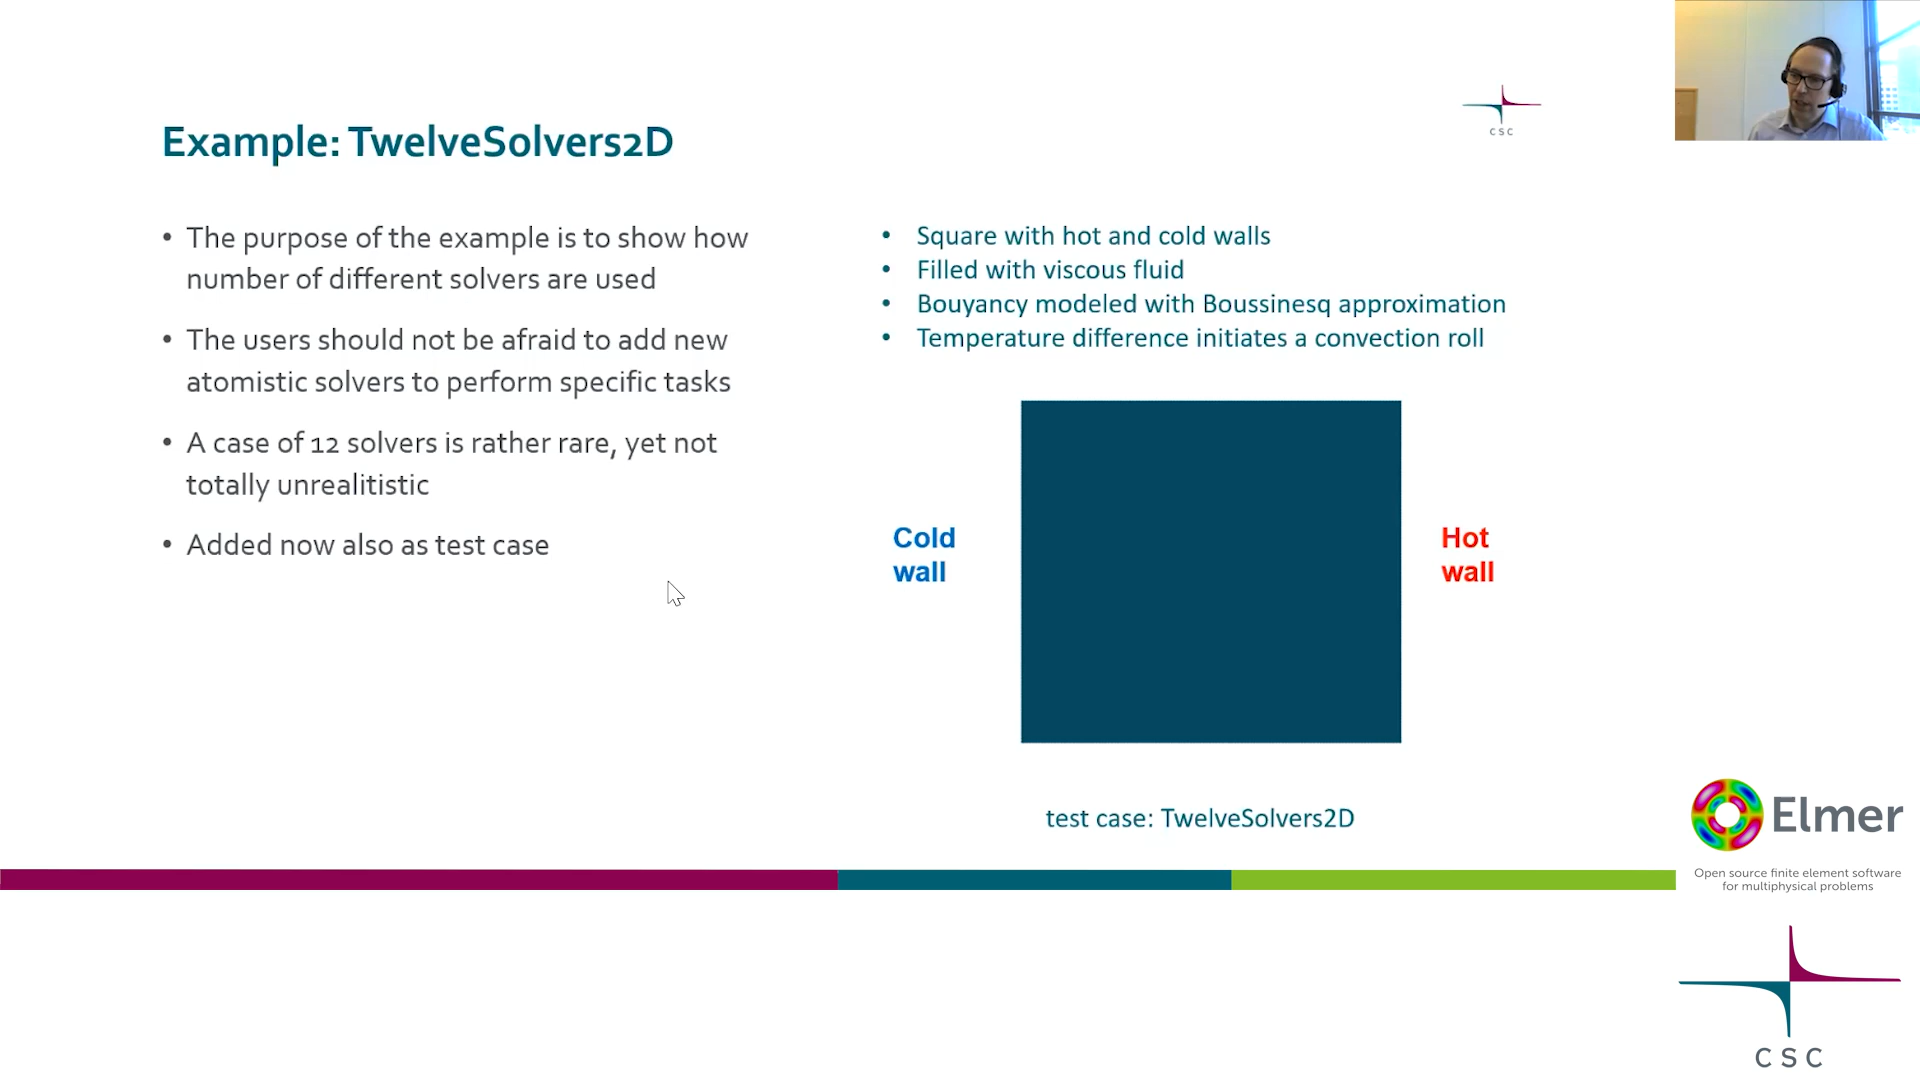 Example: TwelveSolvers2D
CSC
• The purpose of the example is to show how
number of different solvers are used
• The users should not be afraid to add new
atomistic solvers to perform specific tasks
• A case of 12 solvers is rather rare, yet not
totally unrealitistic
• Added now also as test case
• Square with hot and cold walls
• Filled with viscous fluid
• Bouyancy modeled with Boussinesq approximation
• Temperature difference initiates a convection roll
Cold
wall
Hot
wall
test case: TwelveSolvers2D
Elmer
Open source finite element software
for multiphysical problems
CSC